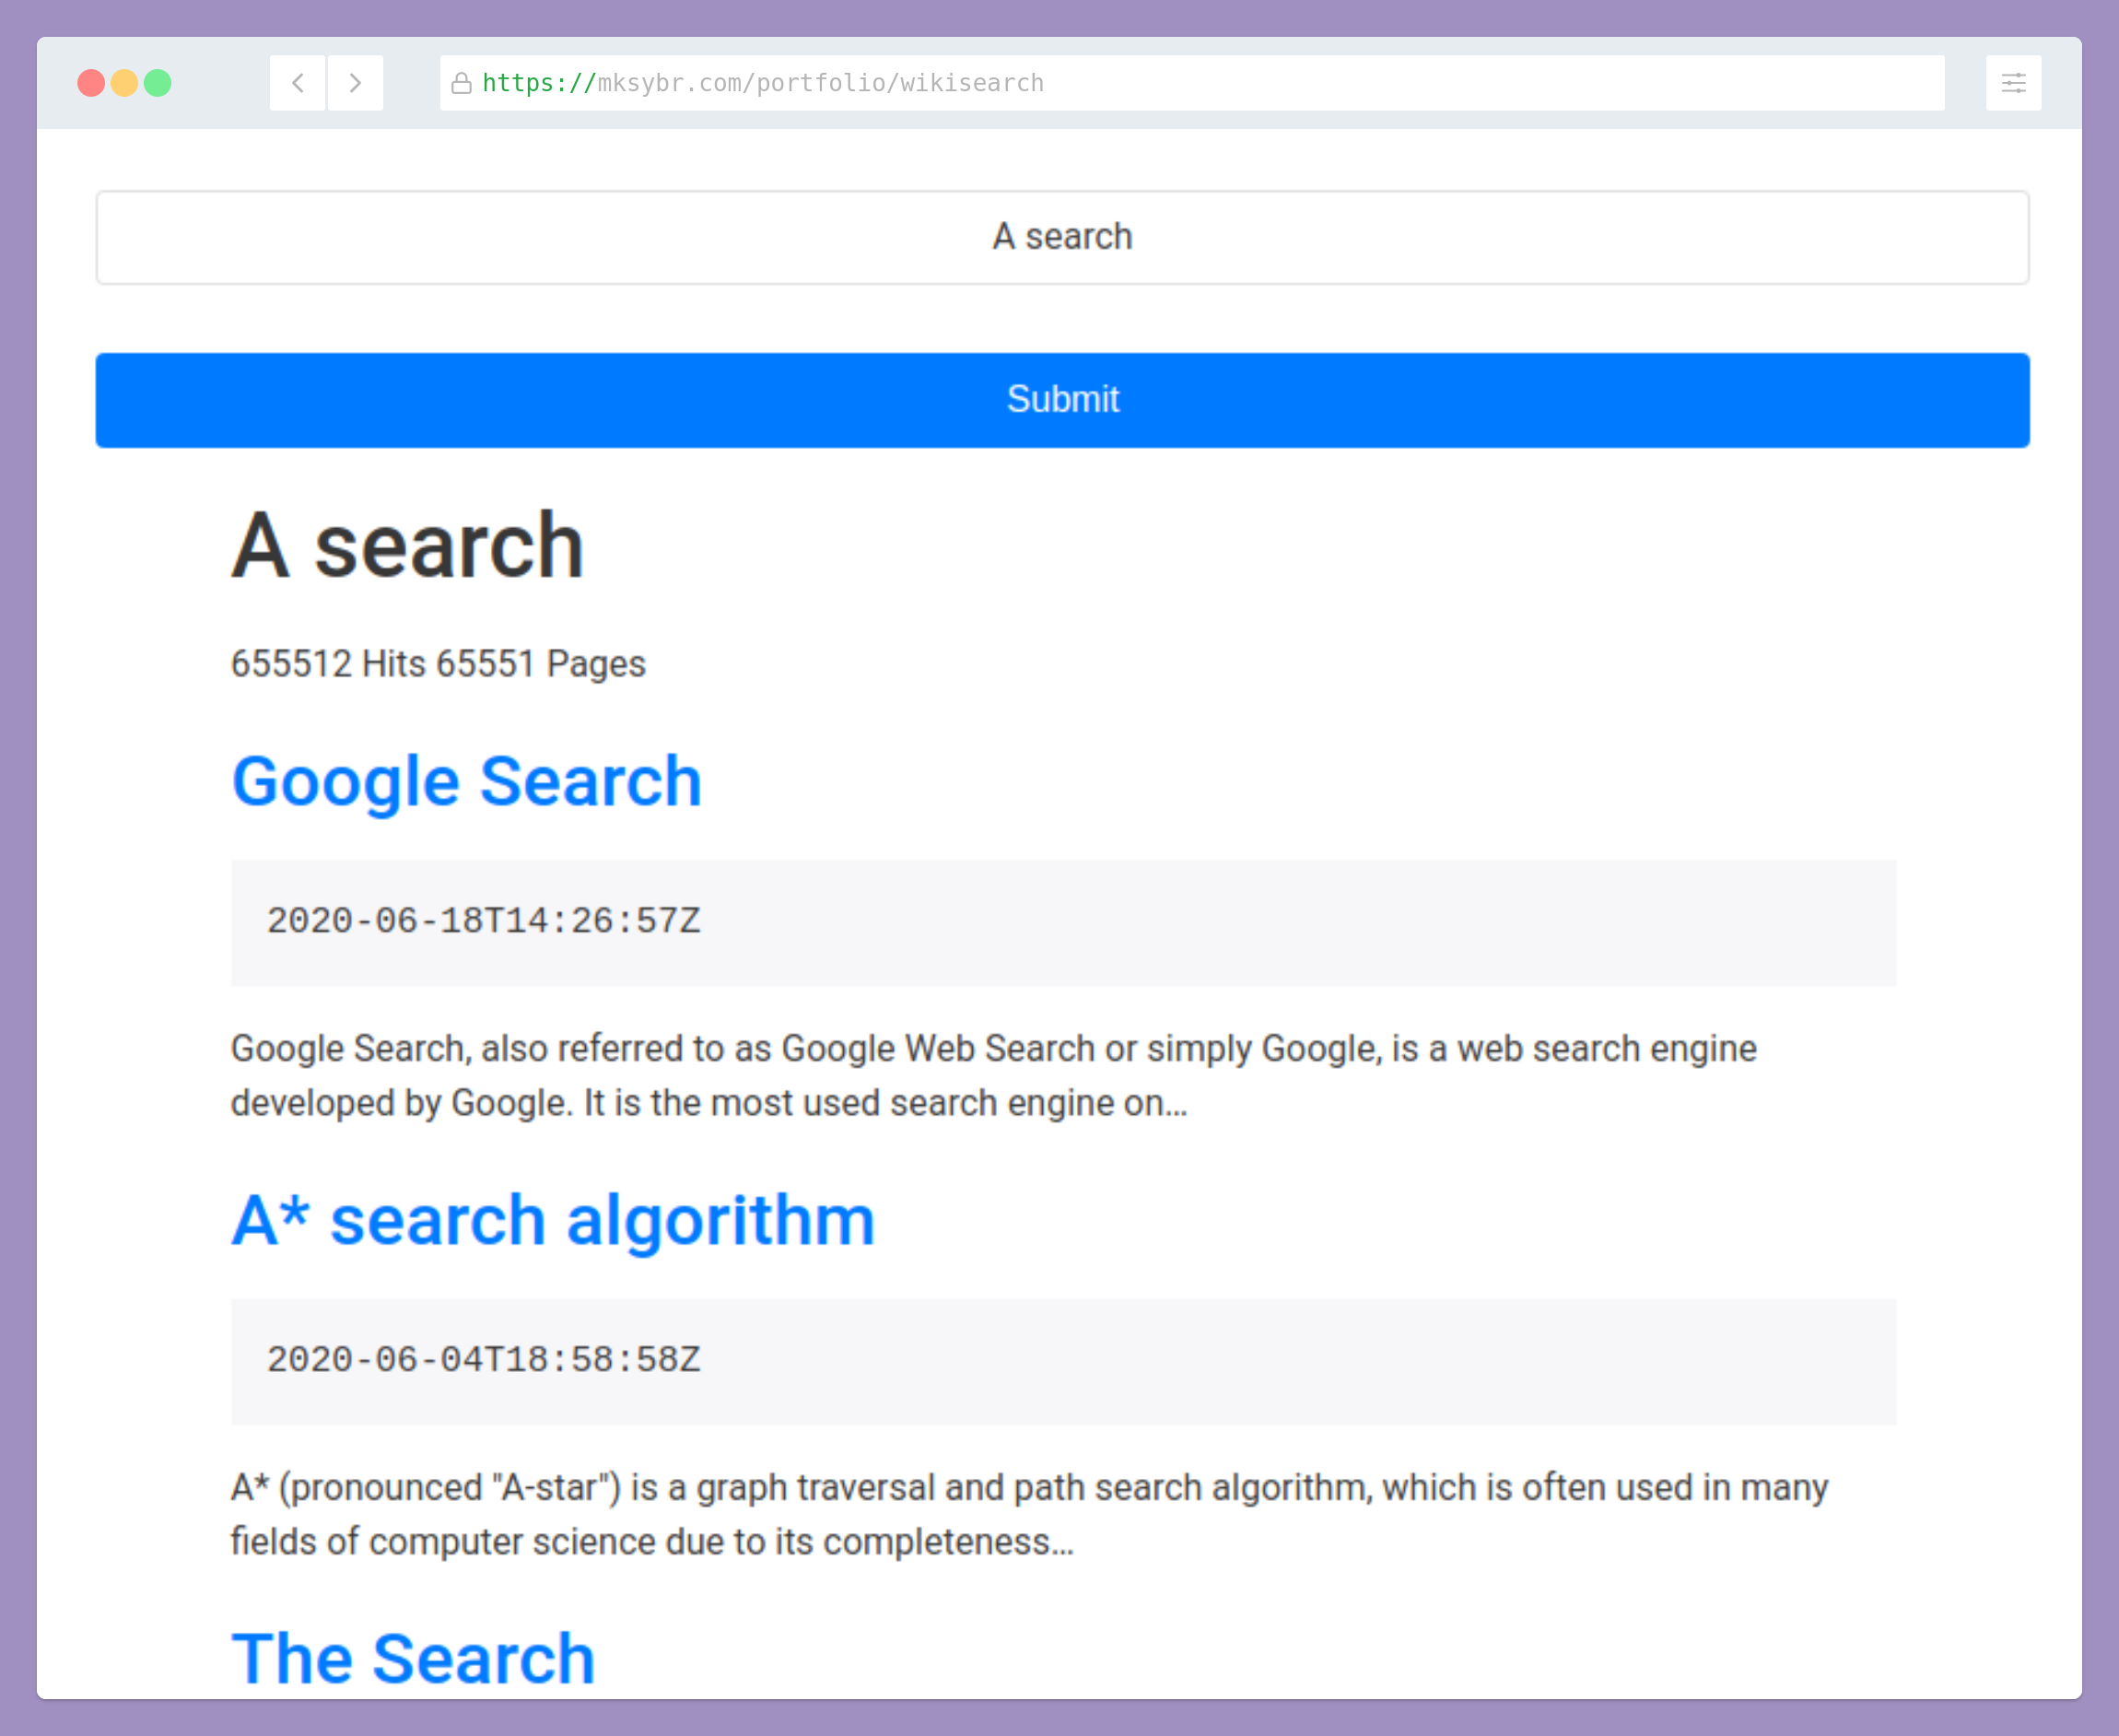 https://mksybr.com/portfolio/wikisearch
A search
Submit
A search
655512 Hits 65551 Pages
Google Search
2020-06-18T14:26:57Z
Google Search, also referred to as Google Web Search or simply Google, is a web search engine
developed by Google. It is the most used search engine on...
A* search algorithm
2020-06-04T18:58:58Z
A* (pronounced "A-star") is a graph traversal and path search algorithm, which is often used in many
fields of computer science due to its completeness...
The Search